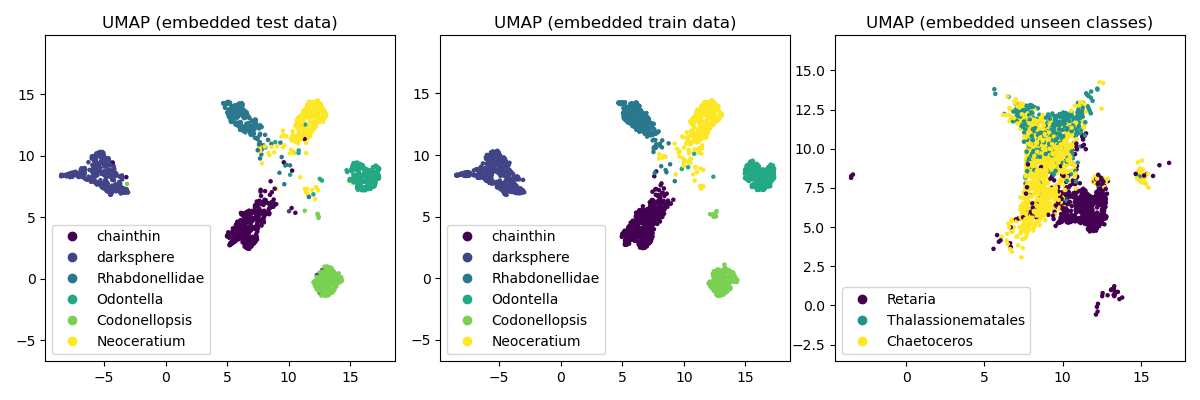 UMAP (embedded test data)
15
10
5
0
−5
−5
0
5
10
15
chainthin
darksphere
Rhabdonellidae
Odontella
Codonellopsis
Neoceratium
UMAP (embedded train data)
15
10
5
0
−5
−5
0
5
10
15
chainthin
darksphere
Rhabdonellidae
Odontella
Codonellopsis
Neoceratium
UMAP (embedded unseen classes)
15.0
12.5
10.0
7.5
5.0
2.5
0.0
−2.5
0
5
10
15
Retaria
Thalassionematales
Chaetoceros